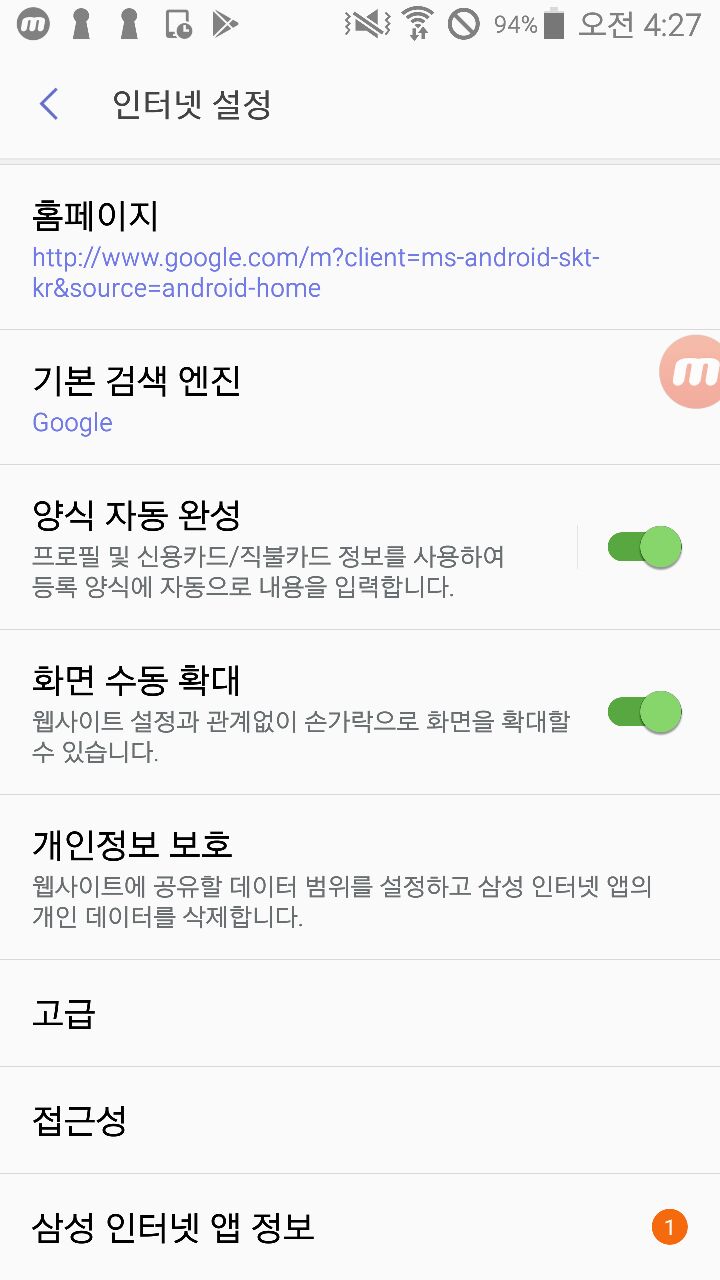 94% 오전 4:27
인터넷 설정
홈페이지
http://www.google.com/m?client=ms-android-skt-
kr&source=android-home
기본 검색 엔진
m
Google
양식 자동 완성
프로필 및 신용카드/직불카드 정보를 사용하여
등록 양식에 자동으로 내용을 입력합니다.
화면 수동 확대
웹사이트 설정과 관계없이 손가락으로 화면을 확대할
수 있습니다.
개인정보 보호
웹사이트에 공유할 데이터 범위를 설정하고 삼성 인터넷 앱의
개인 데이터를 삭제합니다.
고급
접근성
삼성 인터넷 앱 정보 1